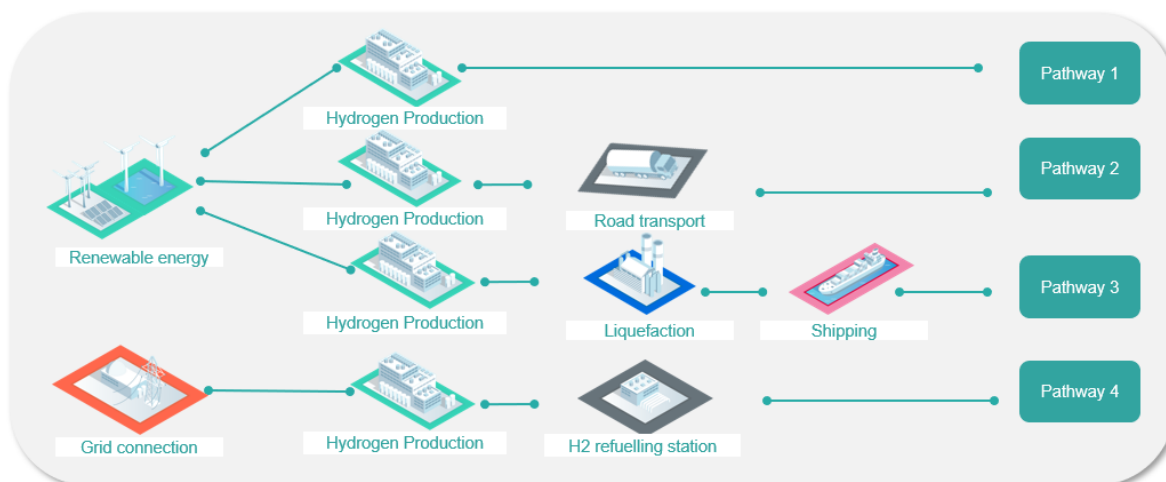 Hydrogen Production
Pathway 1
Hydrogen Production
Road transport
Pathway 2
Renewable energy
Hydrogen Production
Liquefaction
Shipping
Pathway 3
Grid connection
Hydrogen Production
H2 refuelling station
Pathway 4